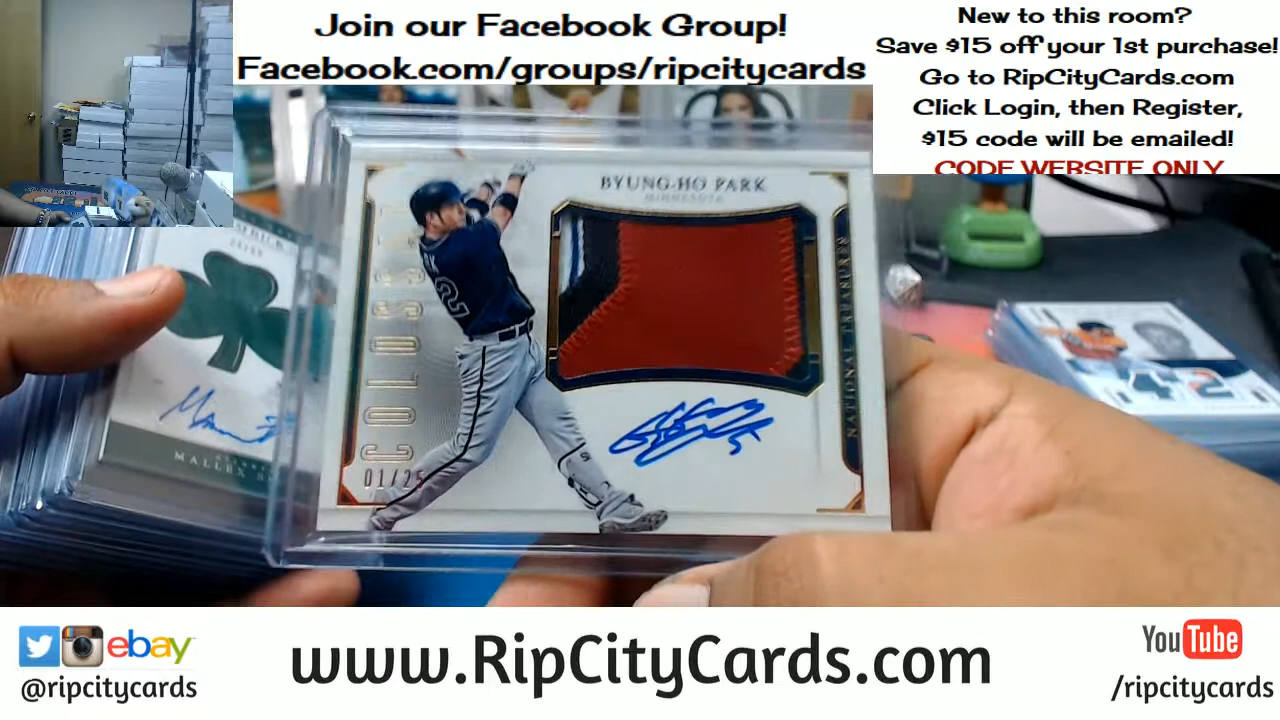 Join our Facebook Group!
Facebook.com/groups/ripcitycards
New to this room?
Save $15 off your 1st purchase!
Go to RipCityCards.com
Click Login, then Register,
$15 code will be emailed!
CODE WEBSITE ONLY
BYUNG-HO PARK
MINNESOTA
COLOSSAL
01/25
NATIONAL TREASURES
MALLEX
42
ebay
@ripcitycards
www.RipCityCards.com
YouTube
/ripcitycards